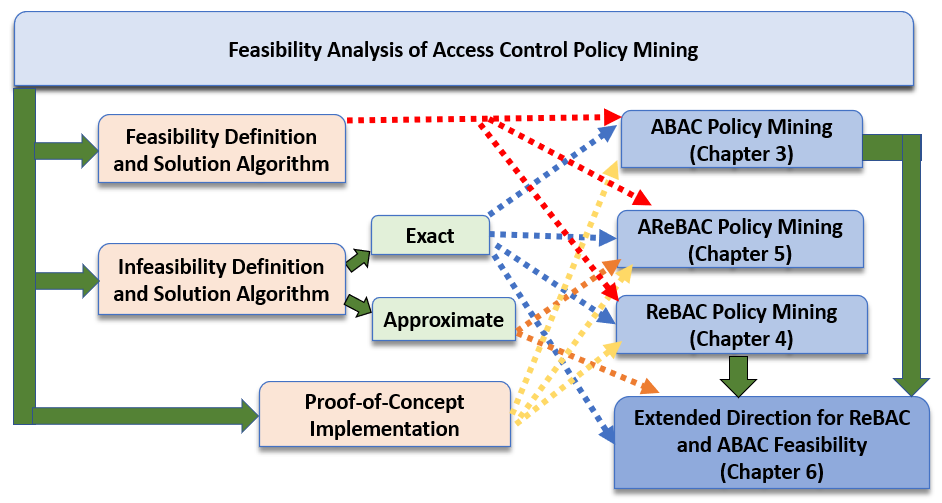 Feasibility Analysis of Access Control Policy Mining
Feasibility Definition
and Solution Algorithm
Infeasibility Definition
and Solution Algorithm
Exact
Approximate
Proof-of-Concept
Implementation
ABAC Policy Mining
(Chapter 3)
AReBAC Policy Mining
(Chapter 5)
ReBAC Policy Mining
(Chapter 4)
Extended Direction for ReBAC
and ABAC Feasibility
(Chapter 6)